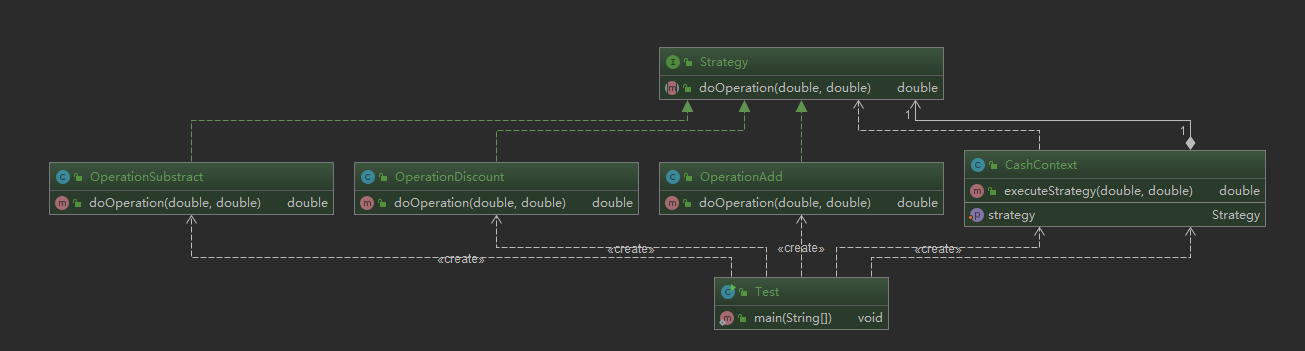 Strategy
doOperation(double, double) double
1
1
OperationSubstract
doOperation(double, double) double
OperationDiscount
doOperation(double, double) double
OperationAdd
doOperation(double, double) double
CashContext
executeStrategy(double, double) double
strategy Strategy
«create»
«create»
«create»
«create»
Test
main(String[]) void